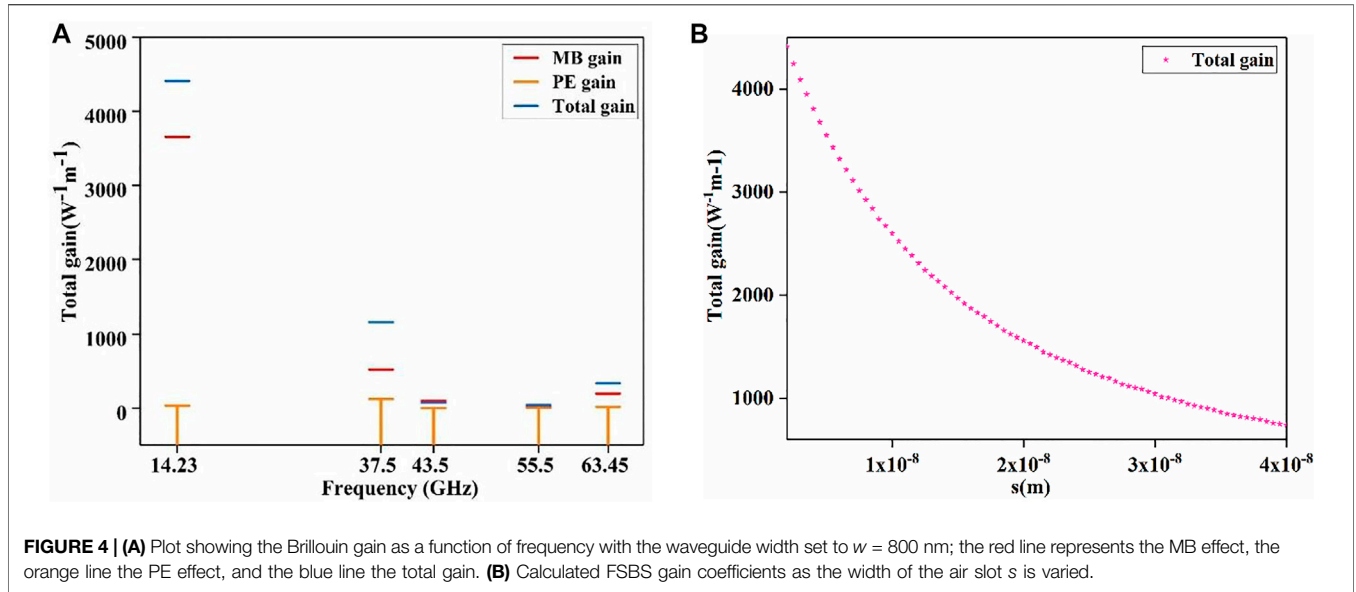 A
5000
4000
3000
2000
1000
0
Total gain(W⁻¹m⁻¹)
MB gain
PE gain
Total gain
14.23 37.5 43.5 55.5 63.45
Frequency (GHz)
B
4000
3000
2000
1000
Total gain(W⁻¹m-1)
Total gain
1x10⁻⁸ 2x10⁻⁸ 3x10⁻⁸ 4x10⁻⁸
s(m)
FIGURE 4 | (A) Plot showing the Brillouin gain as a function of frequency with the waveguide width set to w = 800 nm; the red line represents the MB effect, the
orange line the PE effect, and the blue line the total gain. (B) Calculated FSBS gain coefficients as the width of the air slot s is varied.